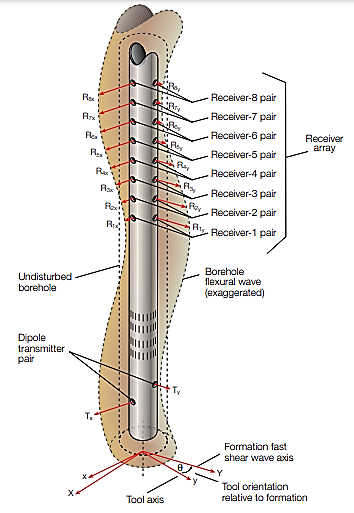 R8x
R8y
Receiver-8 pair
R7x
R7y
Receiver-7 pair
R6x
R6y
Receiver-6 pair
Receiver
array
R5x
R5y
Receiver-5 pair
R4x
R4y
Receiver-4 pair
R3x
R3y
Receiver-3 pair
R2x
R2y
Receiver-2 pair
R1x
R1y
Receiver-1 pair
Undisturbed
borehole
Borehole
flexural wave
(exaggerated)
Dipole
transmitter
pair
Ty
Tx
Formation fast
shear wave axis
θ
x
Y
X
y
Tool orientation
relative to formation
Tool axis